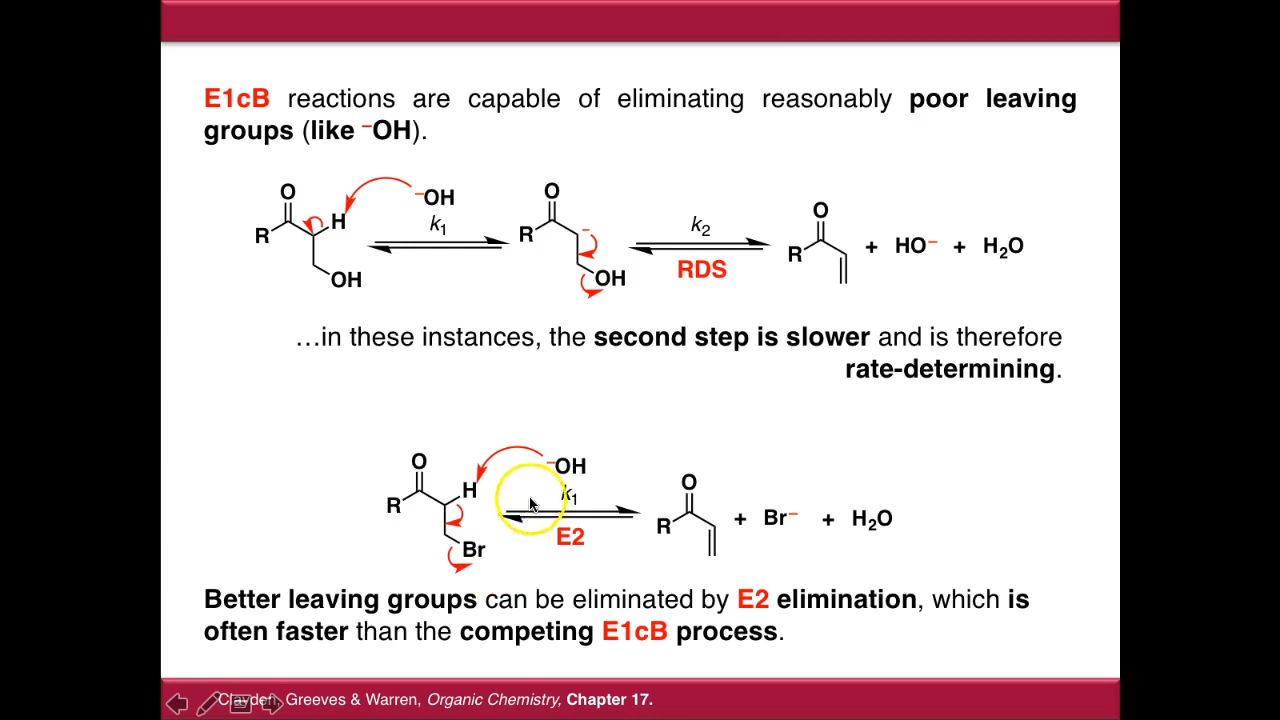 E1cB reactions are capable of eliminating reasonably poor leaving
groups (like ⁻OH).
O
R
H
OH
⁻OH
k₁
O
R
⁻
OH
k₂
RDS
O
R
+ HO⁻ + H₂O
…in these instances, the second step is slower and is therefore
rate-determining.
O
R
H
Br
⁻OH
k₁
E2
O
R
+ Br⁻ + H₂O
Better leaving groups can be eliminated by E2 elimination, which is
often faster than the competing E1cB process.
Clayden, Greeves & Warren, Organic Chemistry, Chapter 17.